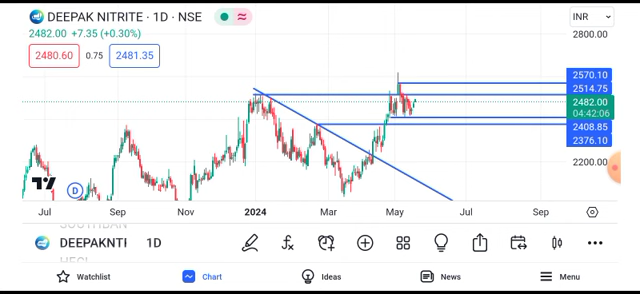 DEEPAK NITRITE · 1D · NSE
INR
2482.00 +7.35 (+0.30%)
2480.60 0.75 2481.35
2800.00
2570.10
2514.75
2482.00
04:42:06
2408.85
2376.10
2200.00
D
Jul Sep Nov 2024 Mar May Jul Sep
DEEPAKNTI 1D
Watchlist Chart Ideas News Menu